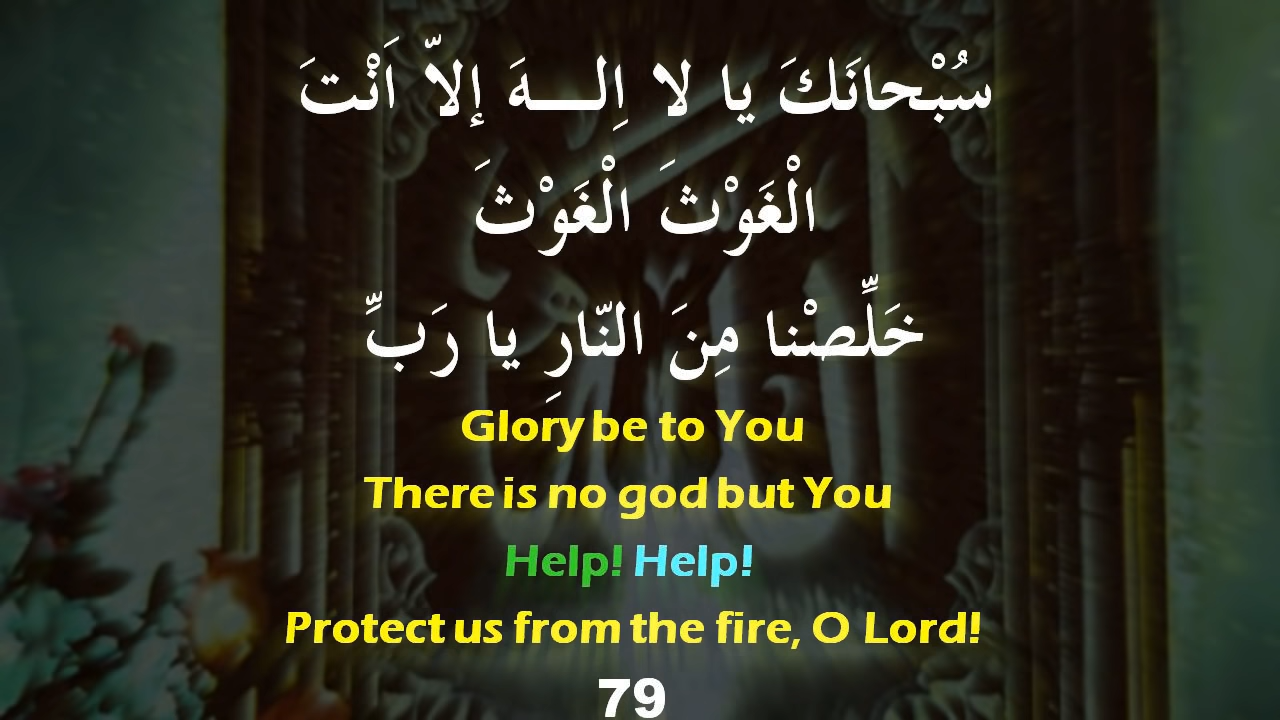 سُبْحانَكَ يا لا اِلـــهَ إلاّ اَنْتَ
الْغَوْثَ الْغَوْثَ
خَلِّصْنا مِنَ النّارِ يا رَبِّ
Glory be to You
There is no god but You
Help! Help!
Protect us from the fire, O Lord!
79